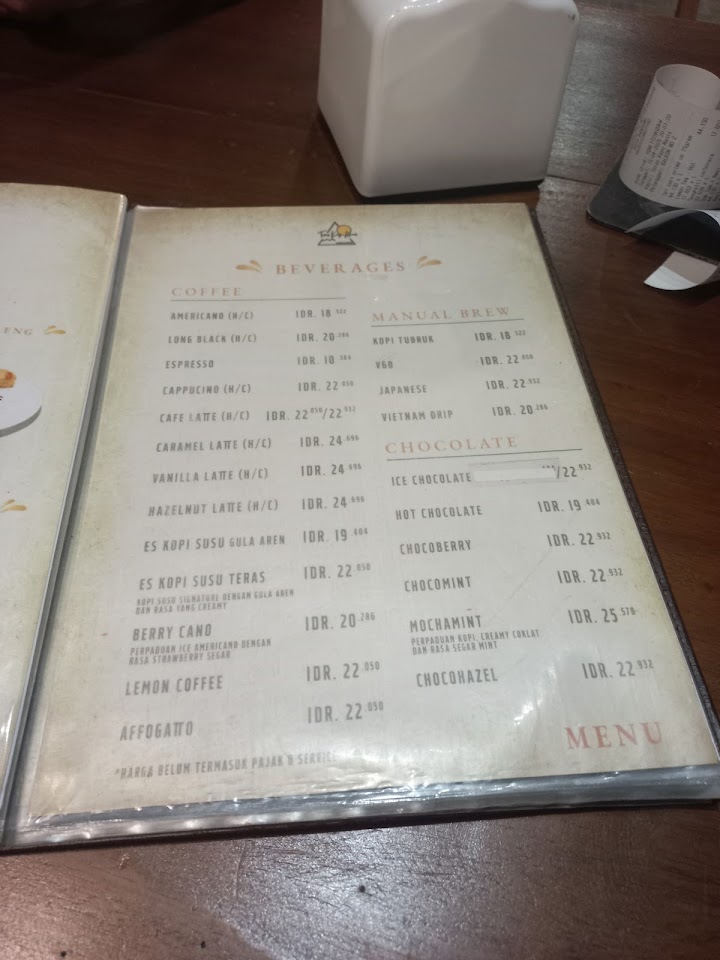 BEVERAGES
COFFEE
AMERICANO (H/C) IDR. 18.522
LONG BLACK (H/C) IDR. 20.286
ESPRESSO IDR. 10.584
CAPPUCINO (H/C) IDR. 22.050
CAFE LATTE (H/C) IDR. 22.050/22.932
CARAMEL LATTE (H/C) IDR. 24.696
VANILLA LATTE (H/C) IDR. 24.696
HAZELNUT LATTE (H/C) IDR. 24.696
ES KOPI SUSU GULA AREN IDR. 19.404
ES KOPI SUSU TERAS IDR. 22.050
KOPI SUSU SIGNATURE DENGAN GULA AREN
DAN RASA YANG CREAMY
BERRY CANO IDR. 20.286
PERPADUAN ICE AMERICANO DENGAN
RASA STRAWBERRY SEGAR
LEMON COFFEE IDR. 22.050
AFFOGATTO IDR. 22.050
*HARGA BELUM TERMASUK PAJAK & SERVICE
MANUAL BREW
KOPI TUBRUK IDR. 18.522
V60 IDR. 22.050
JAPANESE IDR. 22.932
VIETNAM DRIP IDR. 20.286
CHOCOLATE
ICE CHOCOLATE /22.932
HOT CHOCOLATE IDR. 19.404
CHOCOBERRY IDR. 22.932
CHOCOMINT IDR. 22.932
MOCHAMINT IDR. 25.578
PERPADUAN KOPI, CREAMY COKLAT
DAN RASA SEGAR MINT
CHOCOHAZEL IDR. 22.932
MENU
ENG